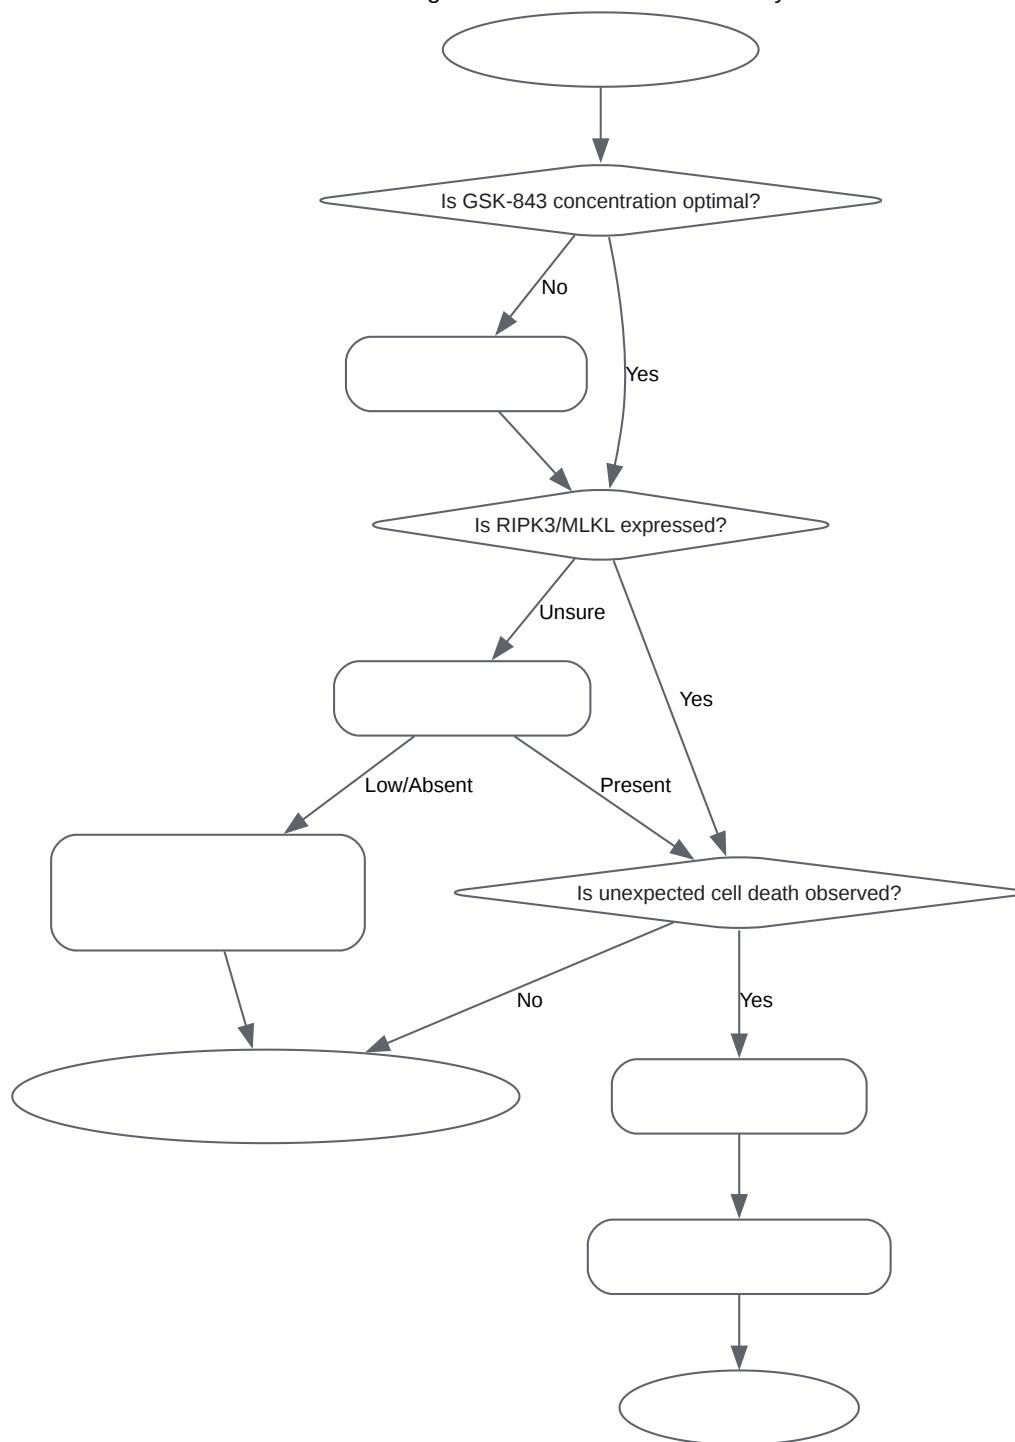 Is GSK-843 concentration optimal?
No
Yes
Is RIPK3/MLKL expressed?
Unsure
Yes
Low/Absent
Present
Is unexpected cell death observed?
No
Yes